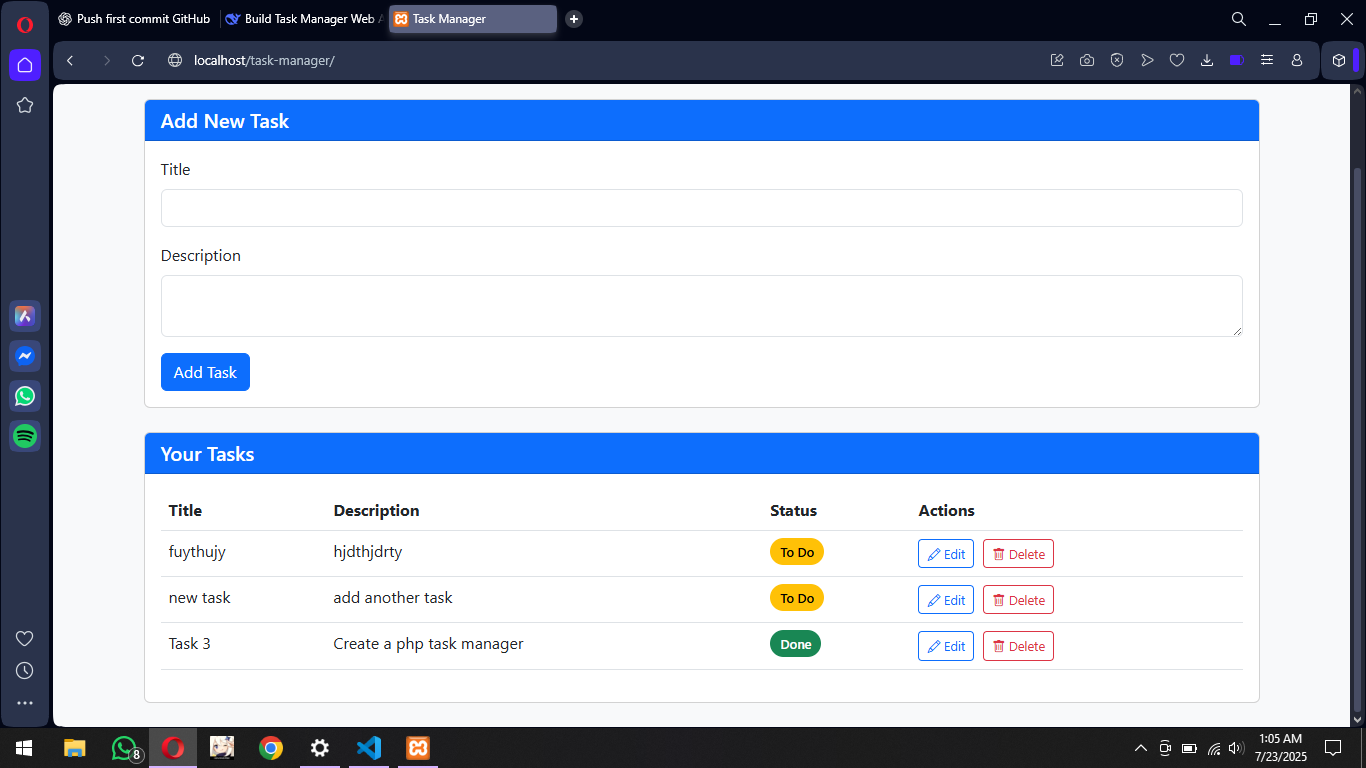 Push first commit GitHub
Build Task Manager Web A
Task Manager
localhost/task-manager/
Add New Task
Title
Description
Add Task
Your Tasks
Title Description Status Actions
fuythujy hjdthjdrty To Do Edit Delete
new task add another task To Do Edit Delete
Task 3 Create a php task manager Done Edit Delete
8
1:05 AM
7/23/2025